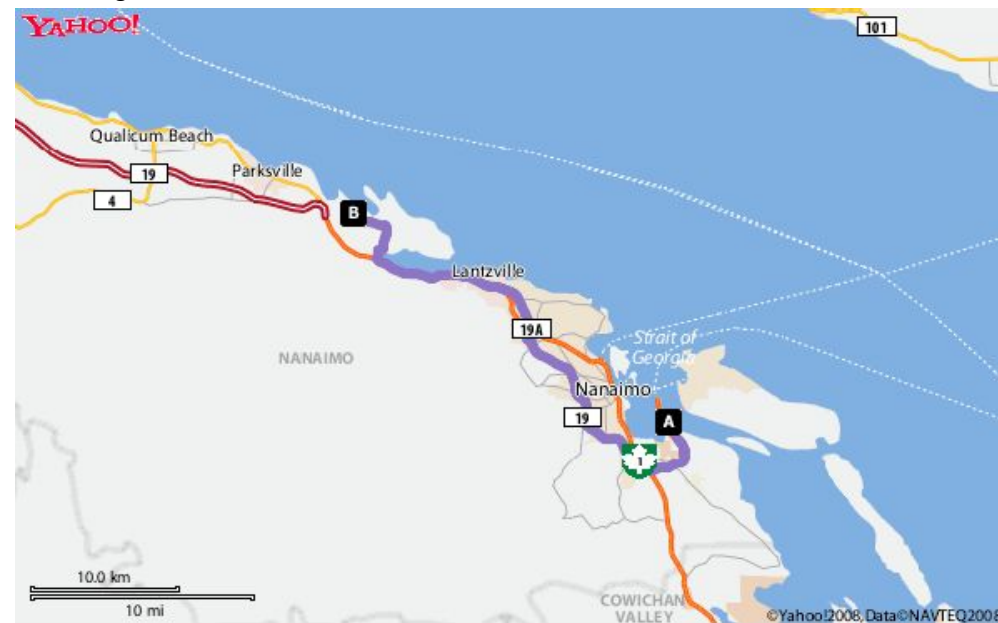 YAHOO!
101
Qualicum Beach
19
Parksville
4
B
Lantzville
19A
Strait of
Georgia
NANAIMO
Nanaimo
19
A
1
10.0 km
10 mi
COWICHAN
VALLEY
©Yahoo!2008, Data©NAVTEQ2008